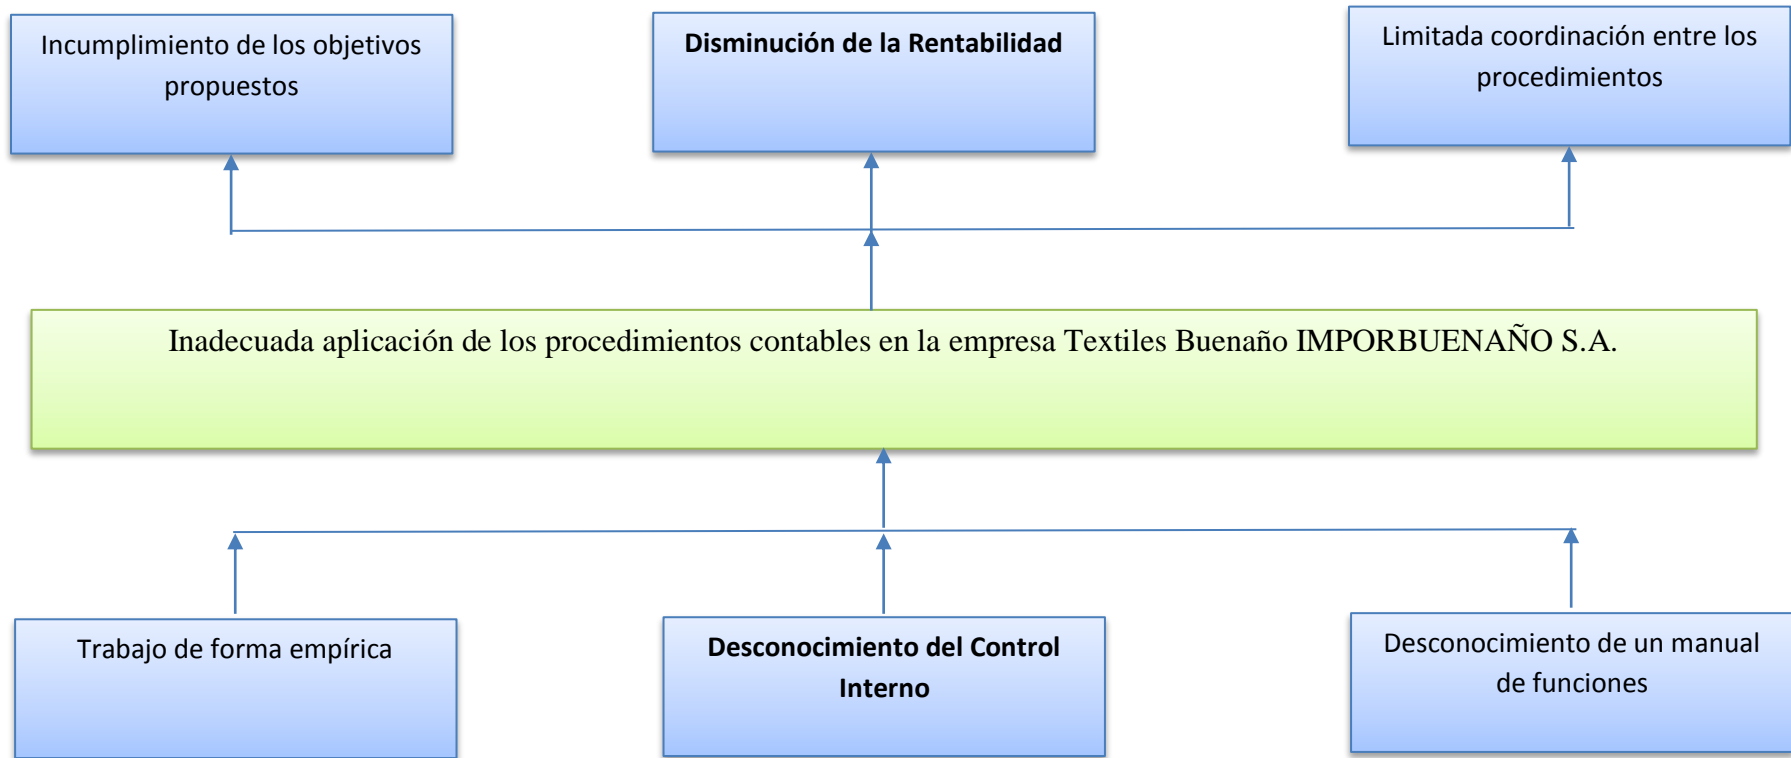 Incumplimiento de los objetivos
propuestos
Disminución de la Rentabilidad
Limitada coordinación entre los
procedimientos
Inadecuada aplicación de los procedimientos contables en la empresa Textiles Buenaño IMPORBUENAÑO S.A.
Trabajo de forma empírica
Desconocimiento del Control
Interno
Desconocimiento de un manual
de funciones